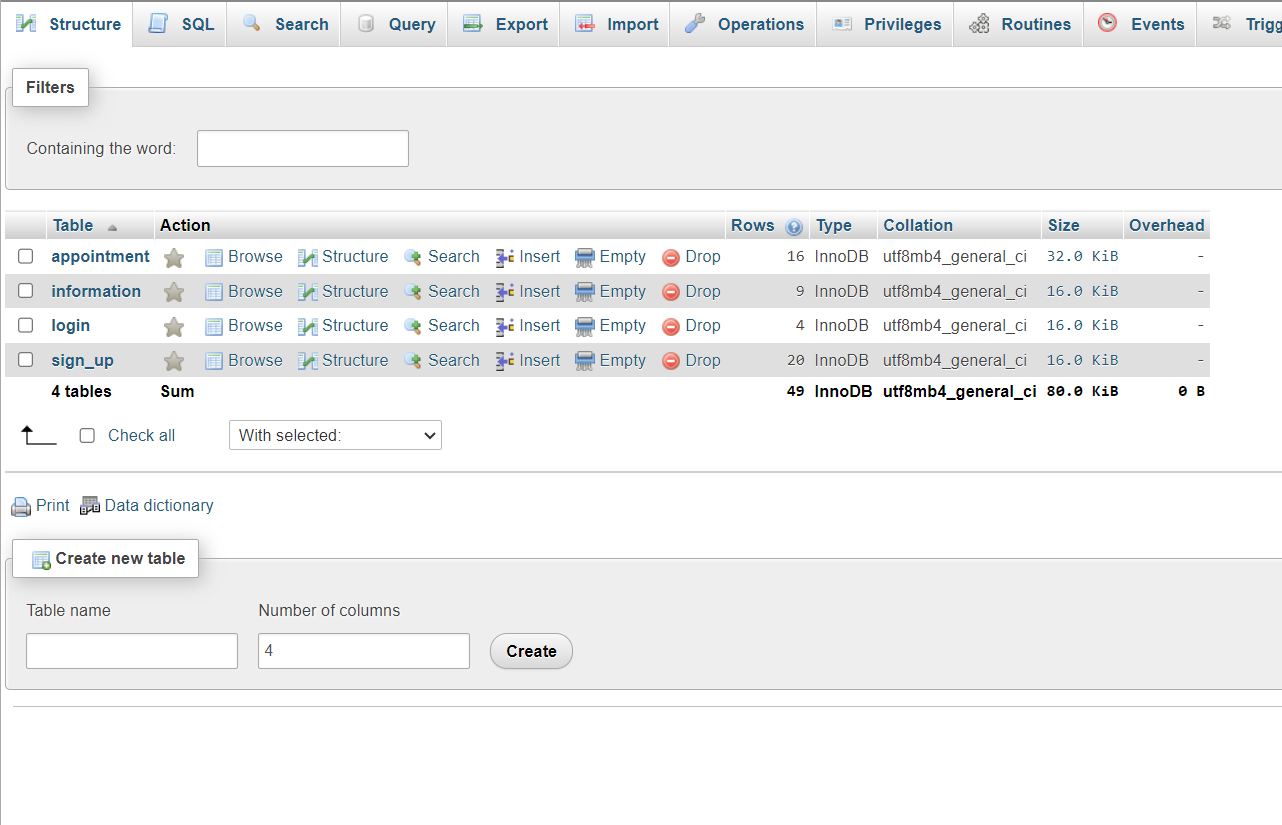 Structure SQL Search Query Export Import Operations Privileges Routines Events Trigg
Filters
Containing the word:
Table Action Rows Type Collation Size Overhead
appointment Browse Structure Search Insert Empty Drop 16 InnoDB utf8mb4_general_ci 32.0 KiB -
information Browse Structure Search Insert Empty Drop 9 InnoDB utf8mb4_general_ci 16.0 KiB -
login Browse Structure Search Insert Empty Drop 4 InnoDB utf8mb4_general_ci 16.0 KiB -
sign_up Browse Structure Search Insert Empty Drop 20 InnoDB utf8mb4_general_ci 16.0 KiB -
4 tables Sum 49 InnoDB utf8mb4_general_ci 80.0 KiB 0 B
Check all With selected:
Print Data dictionary
Create new table
Table name Number of columns
4 Create